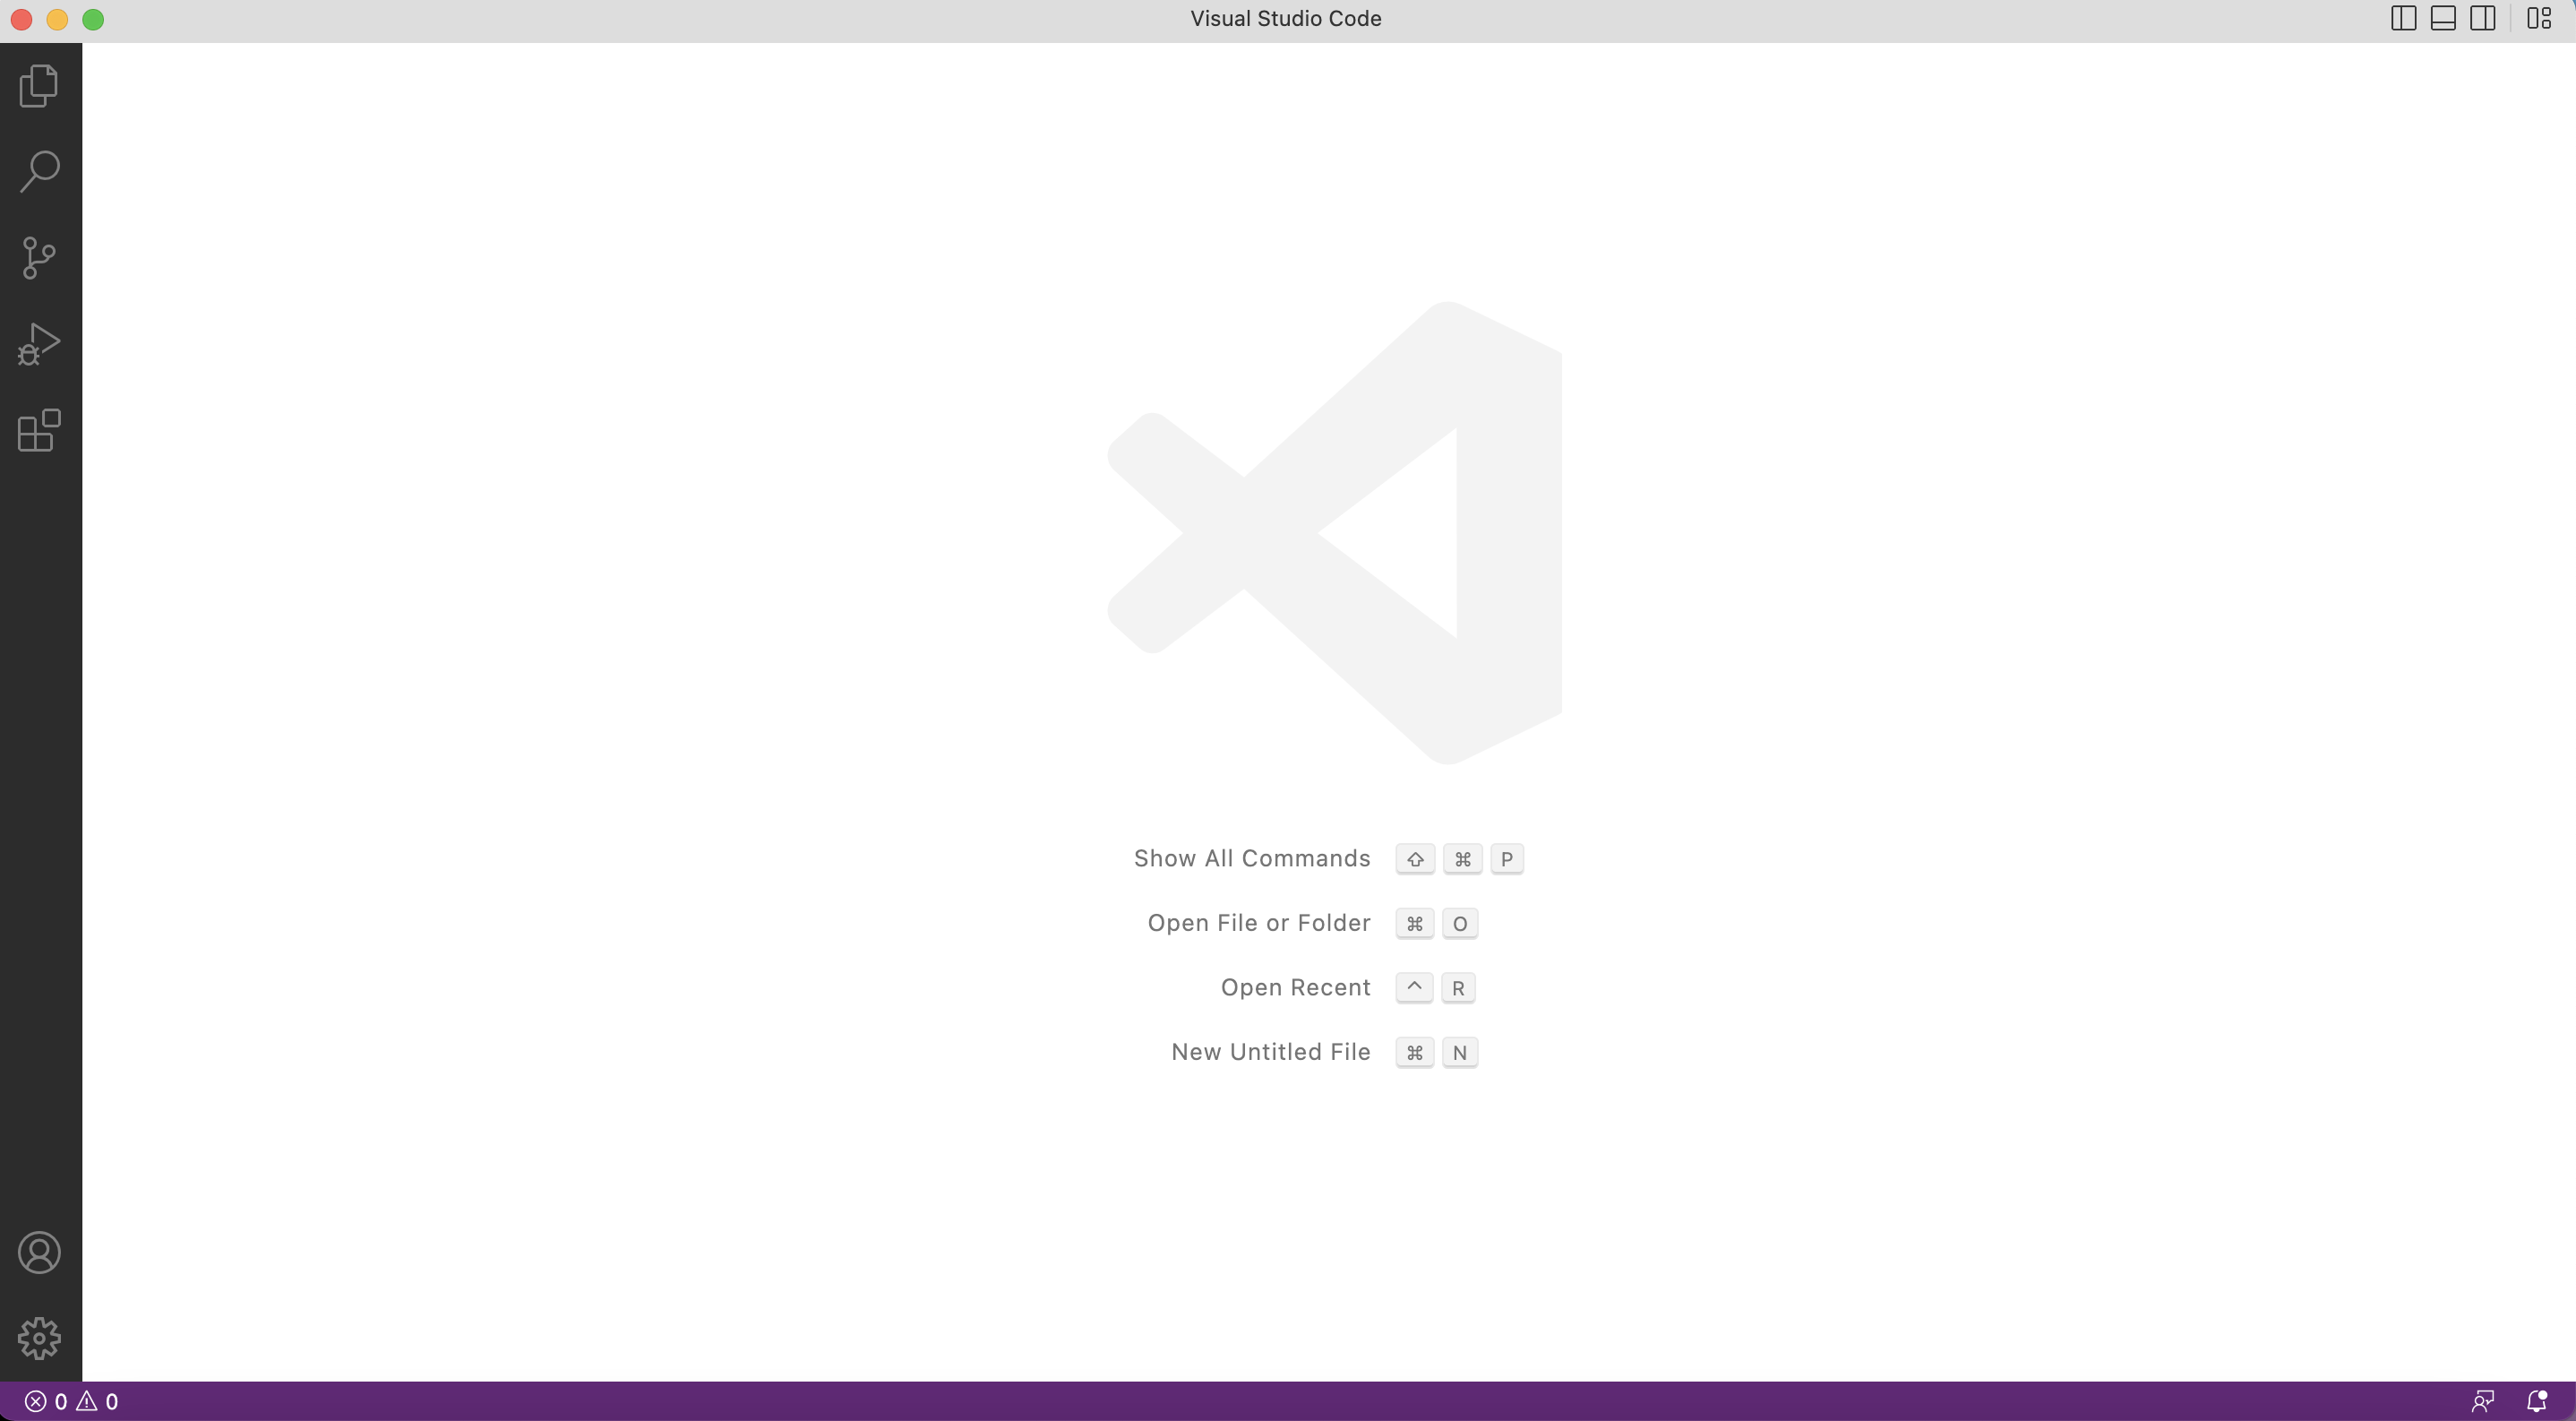 Visual Studio Code
Show All Commands ⇧ ⌘ P
Open File or Folder ⌘ O
Open Recent ^ R
New Untitled File ⌘ N
0 0